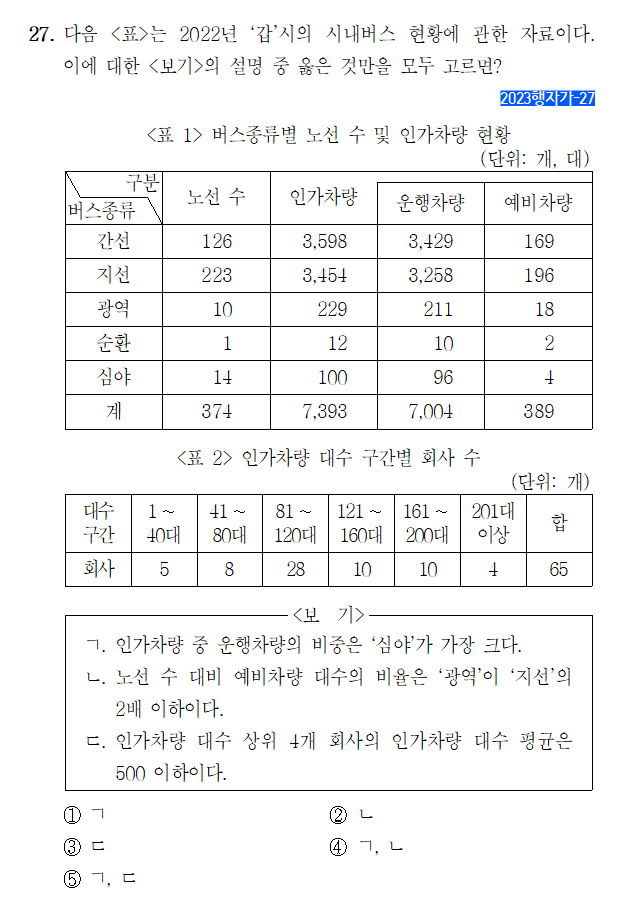 27. 다음 <표>는 2022년 ‘갑’시의 시내버스 현황에 관한 자료이다.
이에 대한 <보기>의 설명 중 옳은 것만을 모두 고르면?
2023행자가-27
<표 1> 버스종류별 노선 수 및 인가차량 현황
(단위: 개, 대)
구분
버스종류
노선 수 인가차량 운행차량 예비차량
간선 126 3,598 3,429 169
지선 223 3,454 3,258 196
광역 10 229 211 18
순환 1 12 10 2
심야 14 100 96 4
계 374 7,393 7,004 389
<표 2> 인가차량 대수 구간별 회사 수
(단위: 개)
대수 1 ~ 41 ~ 81 ~ 121 ~ 161 ~ 201대 합
구간 40대 80대 120대 160대 200대 이상
회사 5 8 28 10 10 4 65
<보 기>
ㄱ. 인가차량 중 운행차량의 비중은 ‘심야’가 가장 크다.
ㄴ. 노선 수 대비 예비차량 대수의 비율은 ‘광역’이 ‘지선’의
2배 이하이다.
ㄷ. 인가차량 대수 상위 4개 회사의 인가차량 대수 평균은
500 이하이다.
① ㄱ ② ㄴ
③ ㄷ ④ ㄱ, ㄴ
⑤ ㄱ, ㄷ